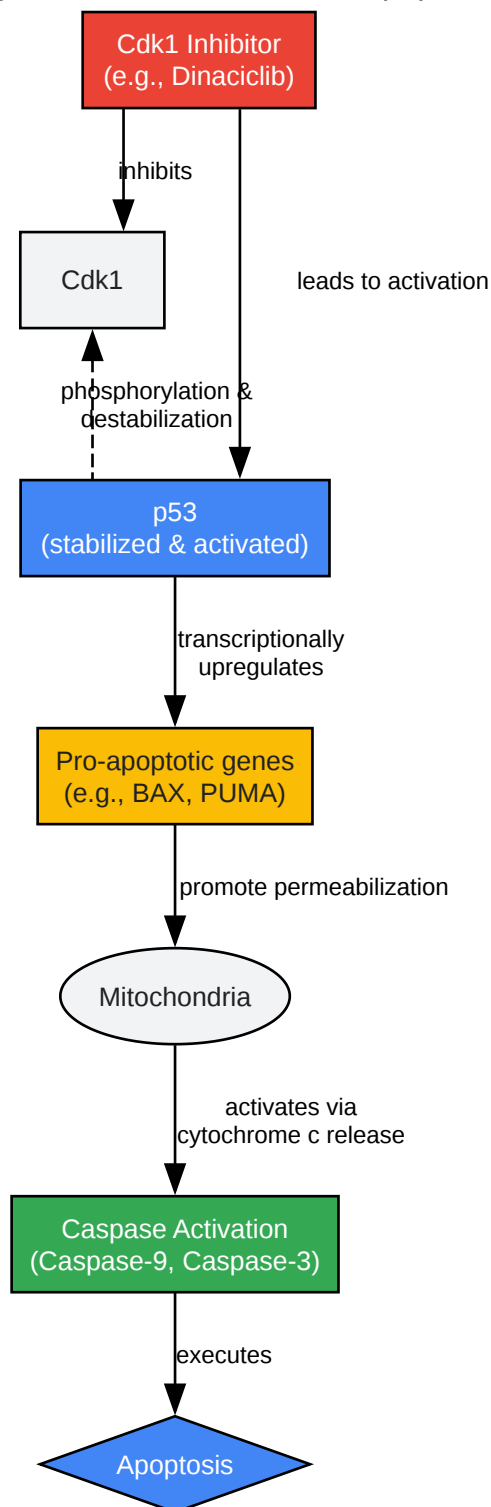 Cdk1 Inhibitor
(e.g., Dinaciclib)
inhibits
Cdk1
leads to activation
phosphorylation &
destabilization
p53
(stabilized & activated)
transcriptionally
upregulates
Pro-apoptotic genes
(e.g., BAX, PUMA)
promote permeabilization
Mitochondria
activates via
cytochrome c release
Caspase Activation
(Caspase-9, Caspase-3)
executes
Apoptosis